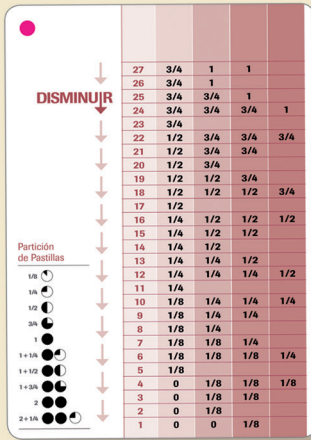 27 3/4 1 1
26 3/4 1
DISMINUIR 25 3/4 3/4 1
24 3/4 3/4 3/4 1
23 3/4
22 1/2 3/4 3/4 3/4
21 1/2 3/4 3/4
20 1/2 3/4
19 1/2 1/2 3/4
18 1/2 1/2 1/2 3/4
17 1/2
16 1/4 1/2 1/2 1/2
15 1/4 1/2 1/2
14 1/4 1/2
13 1/4 1/4 1/2
12 1/4 1/4 1/4 1/2
11 1/4
10 1/8 1/4 1/4 1/4
9 1/8 1/4 1/4
8 1/8 1/4
7 1/8 1/8 1/4
6 1/8 1/8 1/8 1/4
5 1/8
4 0 1/8 1/8 1/8
3 0 1/8 1/8
2 0 1/8
1 0 0 1/8
Partición
de Pastillas
1/8
1/4
1/2
3/4
1
1 + 1/4
1 + 1/2
1 + 3/4
2
2 + 1/4